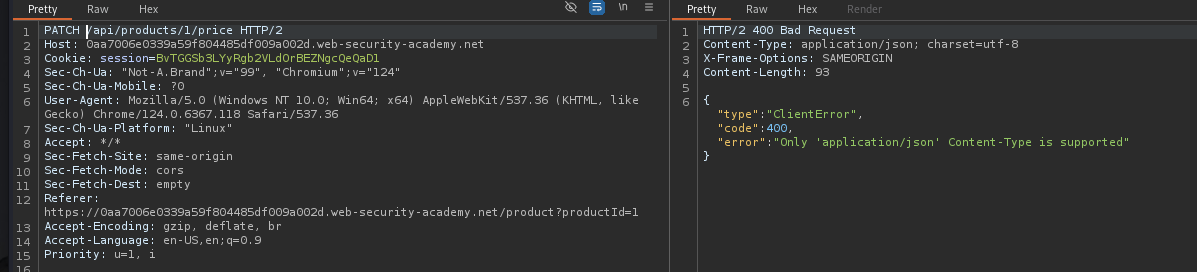 Pretty Raw Hex \n
1 PATCH /api/products/1/price HTTP/2
2 Host: 0aa7006e0339a59f804485df009a002d.web-security-academy.net
3 Cookie: session=BvTGGSb3LYyRgb2VLdOrBEZNgcQeQaDl
4 Sec-Ch-Ua: "Not-A.Brand";v="99", "Chromium";v="124"
5 Sec-Ch-Ua-Mobile: ?0
6 User-Agent: Mozilla/5.0 (Windows NT 10.0; Win64; x64) AppleWebKit/537.36 (KHTML, like
Gecko) Chrome/124.0.6367.118 Safari/537.36
7 Sec-Ch-Ua-Platform: "Linux"
8 Accept: */*
9 Sec-Fetch-Site: same-origin
10 Sec-Fetch-Mode: cors
11 Sec-Fetch-Dest: empty
12 Referer:
https://0aa7006e0339a59f804485df009a002d.web-security-academy.net/product?productId=1
13 Accept-Encoding: gzip, deflate, br
14 Accept-Language: en-US,en;q=0.9
15 Priority: u=1, i
16
Pretty Raw Hex Render
1 HTTP/2 400 Bad Request
2 Content-Type: application/json; charset=utf-8
3 X-Frame-Options: SAMEORIGIN
4 Content-Length: 93
5
6 {
"type":"ClientError",
"code":400,
"error":"Only 'application/json' Content-Type is supported"
}